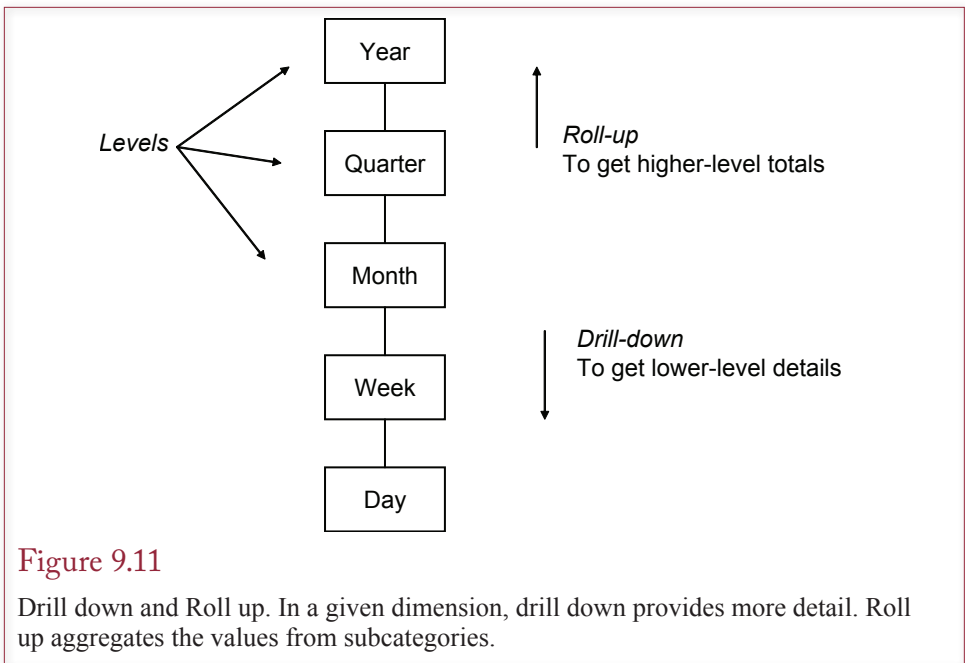 Year
Levels
Roll-up
To get higher-level totals
Quarter
Month
Drill-down
To get lower-level details
Week
Day
Figure 9.11
Drill down and Roll up. In a given dimension, drill down provides more detail. Roll
up aggregates the values from subcategories.